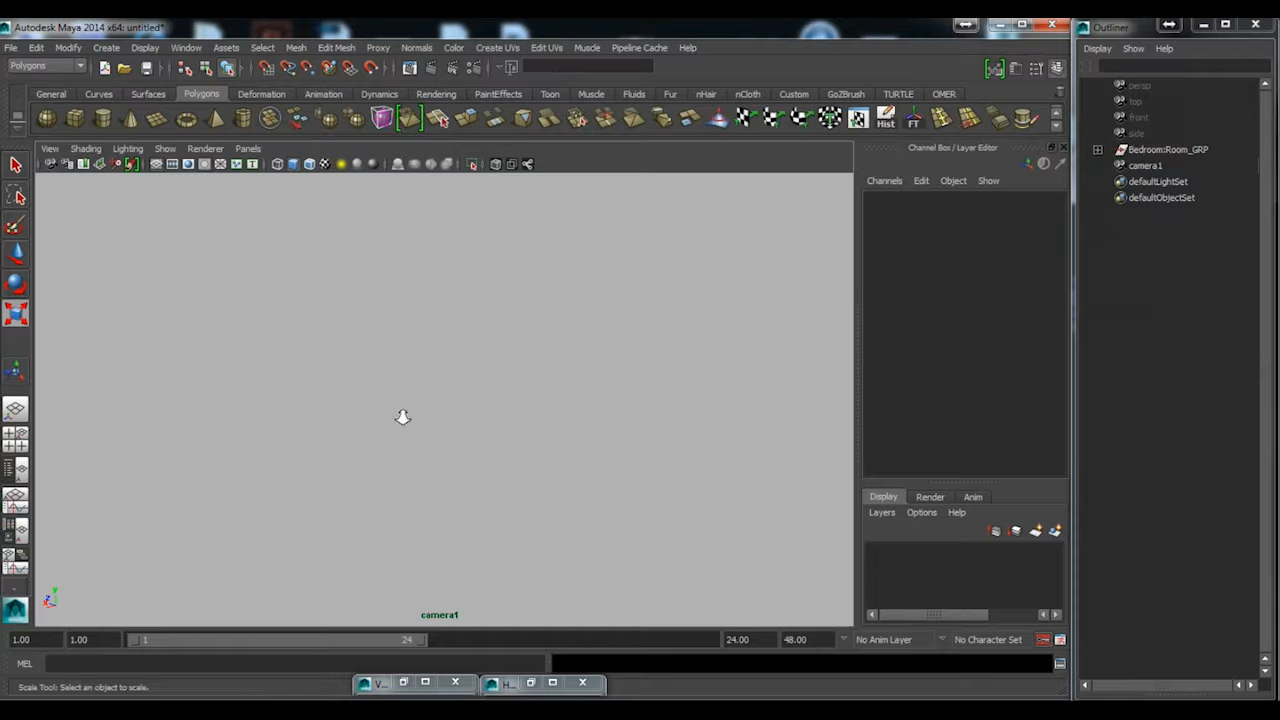 Autodesk Maya 2014 x64: untitled*
Outliner
File Edit Modify Create Display Window Assets Select Mesh Edit Mesh Proxy Normals Color Create UVs Edit UVs Muscle Pipeline Cache Help
Display Show Help
Polygons
General Curves Surfaces Polygons Deformation Animation Dynamics Rendering PaintEffects Toon Muscle Fluids Fur nHair nCloth Custom GoZBrush TURTLE OMER
Hist FT
persp
top
front
side
Bedroom:Room_GRP
camera1
defaultLightSet
defaultObjectSet
View Shading Lighting Show Renderer Panels
Channel Box / Layer Editor
Channels Edit Object Show
Display Render Anim
Layers Options Help
camera1
1.00 1.00 1 24 24.00 48.00 No Anim Layer No Character Set
MEL
Scale Tool: Select an object to scale.
V... H...